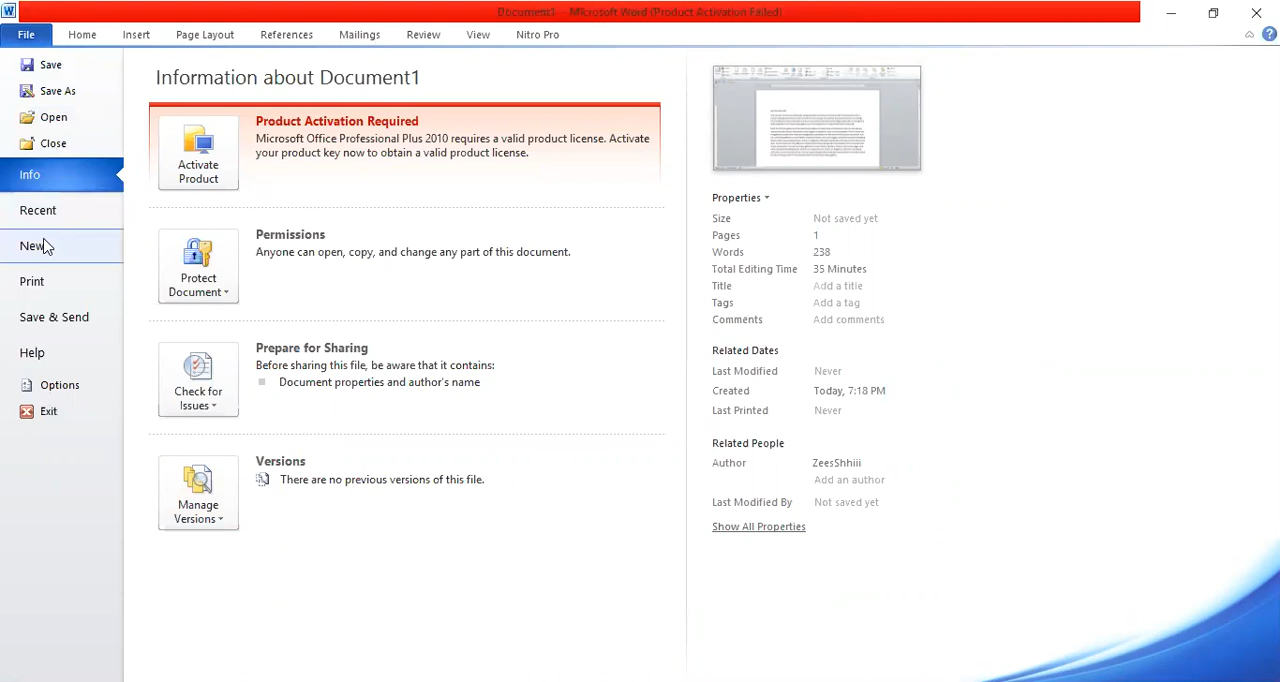 Document1 - Microsoft Word (Product Activation Failed)
File Home Insert Page Layout References Mailings Review View Nitro Pro
Save
Save As
Open
Close
Info
Recent
New
Print
Save & Send
Help
Options
Exit
Information about Document1
Product Activation Required
Microsoft Office Professional Plus 2010 requires a valid product license. Activate
your product key now to obtain a valid product license.
Activate
Product
Permissions
Anyone can open, copy, and change any part of this document.
Protect
Document
Prepare for Sharing
Before sharing this file, be aware that it contains:
Document properties and author's name
Check for
Issues
Versions
There are no previous versions of this file.
Manage
Versions
Properties
Size Not saved yet
Pages 1
Words 238
Total Editing Time 35 Minutes
Title Add a title
Tags Add a tag
Comments Add comments
Related Dates
Last Modified Never
Created Today, 7:18 PM
Last Printed Never
Related People
Author ZeesShhiii
Add an author
Last Modified By Not saved yet
Show All Properties